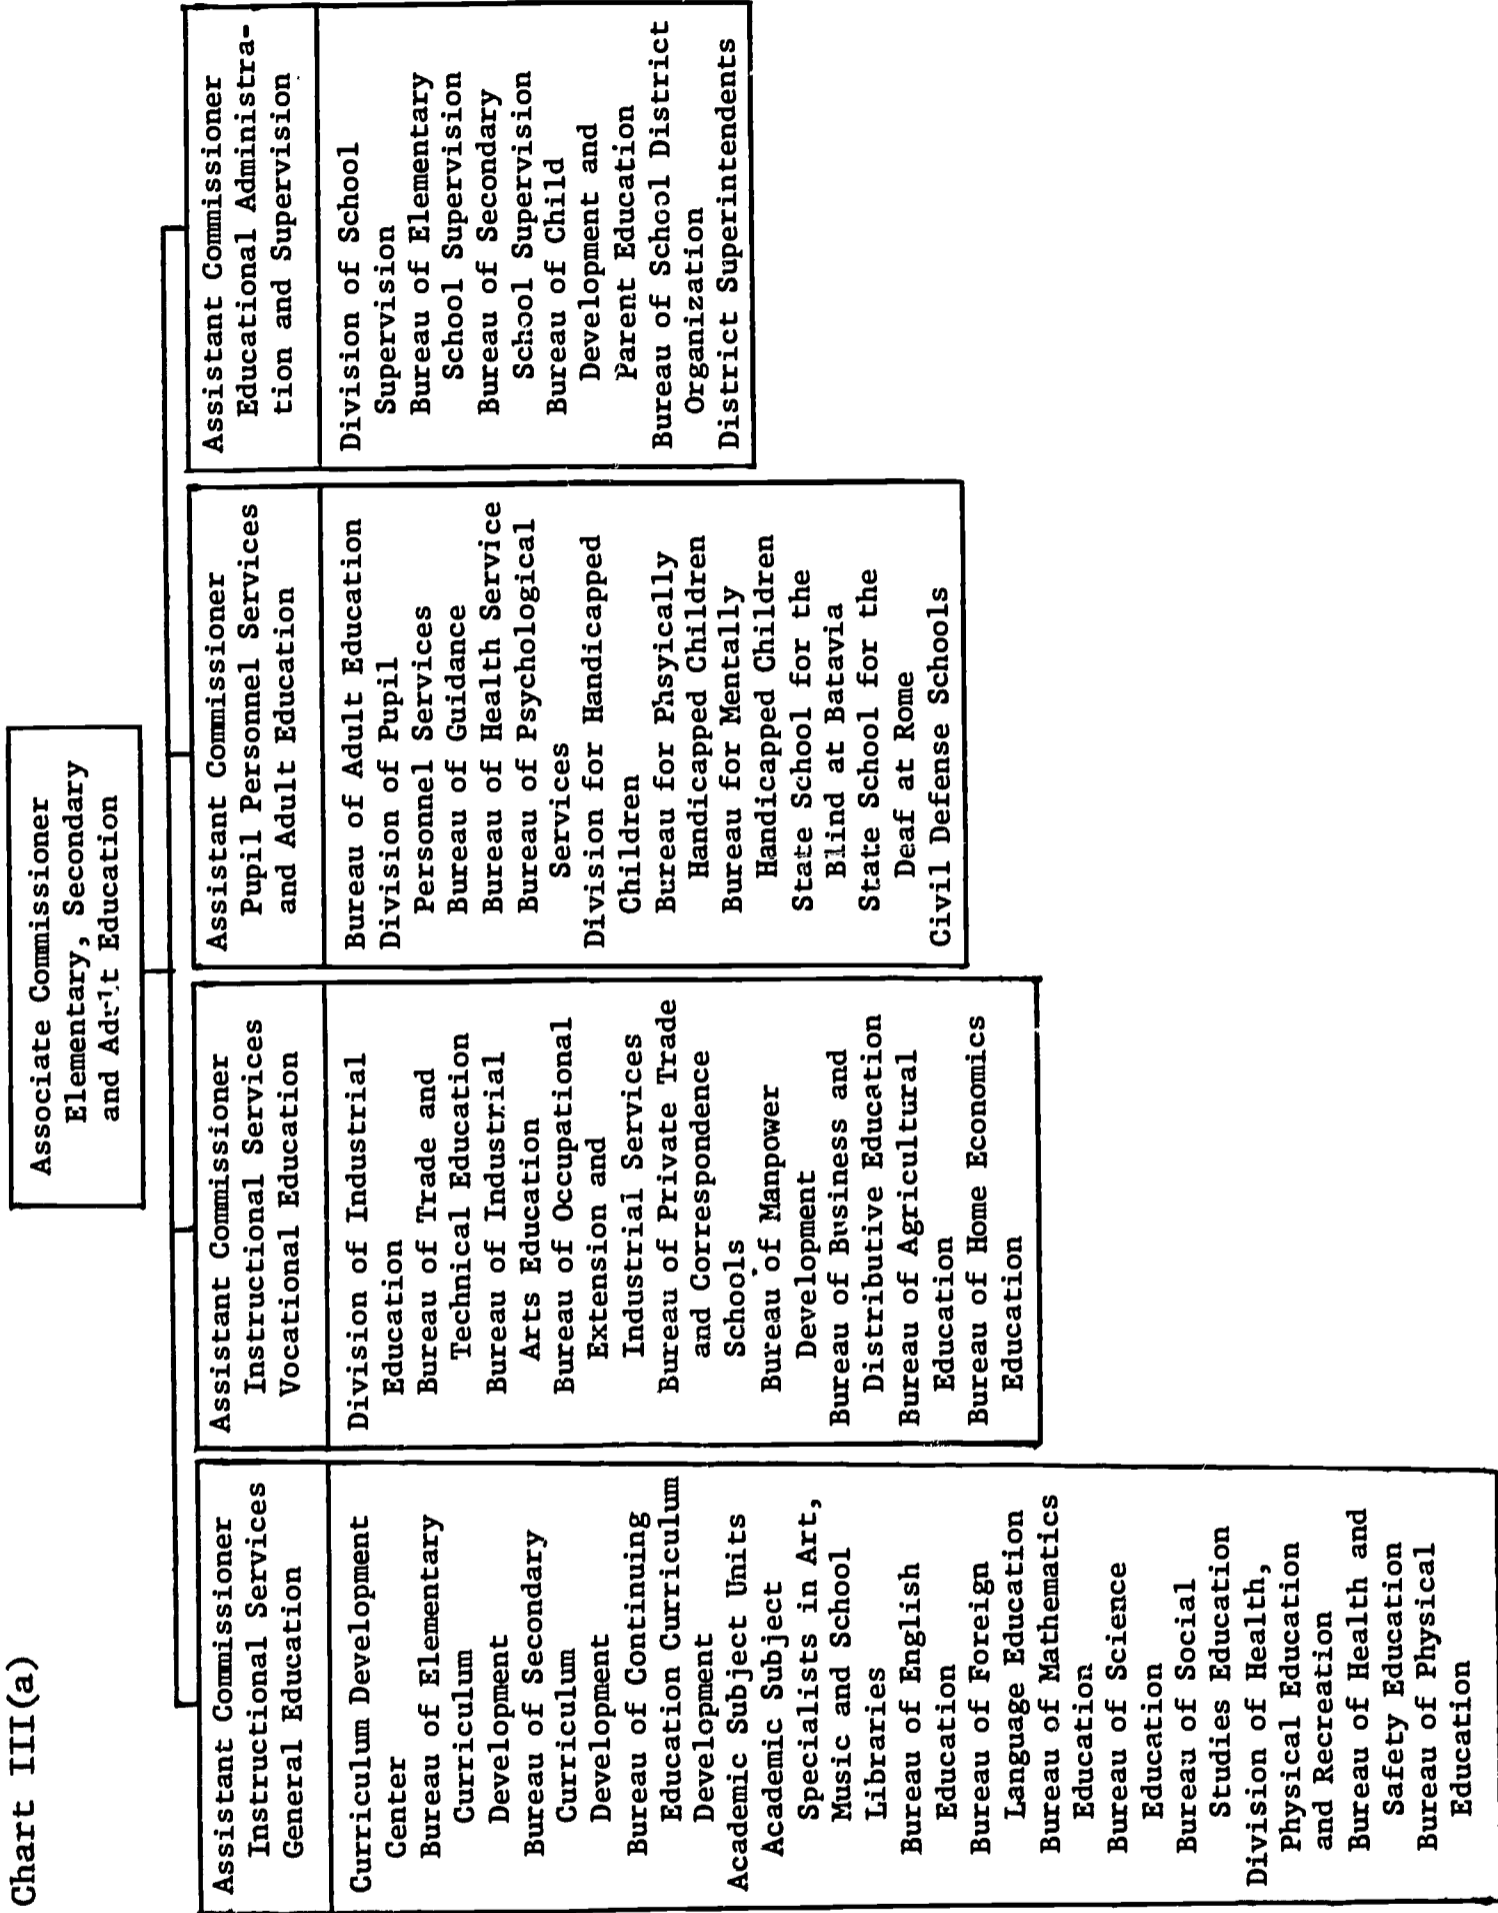 Chart III(a)
Associate Commissioner
Elementary, Secondary
and Adult Education
Assistant Commissioner
Instructional Services
General Education
Curriculum Development
Center
Bureau of Elementary
Curriculum
Development
Bureau of Secondary
Curriculum
Development
Bureau of Continuing
Education Curriculum
Development
Academic Subject Units
Academic Subject
Specialists in Art,
Music and School
Libraries
Bureau of English
Education
Bureau of Foreign
Language Education
Bureau of Mathematics
Education
Bureau of Science
Education
Bureau of Social
Studies Education
Division of Health,
Physical Education
and Recreation
Bureau of Health and
Safety Education
Bureau of Physical
Education
Assistant Commissioner
Instructional Services
Vocational Education
Division of Industrial
Education
Bureau of Trade and
Technical Education
Bureau of Industrial
Arts Education
Bureau of Occupational
Extension and
Industrial Services
Bureau of Private Trade
and Correspondence
Schools
Bureau of Manpower
Development
Bureau of Business and
Distributive Education
Bureau of Agricultural
Education
Bureau of Home Economics
Education
Assistant Commissioner
Pupil Personnel Services
and Adult Education
Bureau of Adult Education
Division of Pupil
Personnel Services
Bureau of Guidance
Bureau of Health Service
Bureau of Psychological
Services
Division for Handicapped
Children
Bureau for Phsyically
Handicapped Children
Bureau for Mentally
Handicapped Children
State School for the
Blind at Batavia
State School for the
Deaf at Rome
Civil Defense Schools
Assistant Commissioner
Educational Administra-
tion and Supervision
Division of School
Supervision
Bureau of Elementary
School Supervision
Bureau of Secondary
School Supervision
Bureau of Child
Development and
Parent Education
Bureau of School District
Organization
District Superintendents